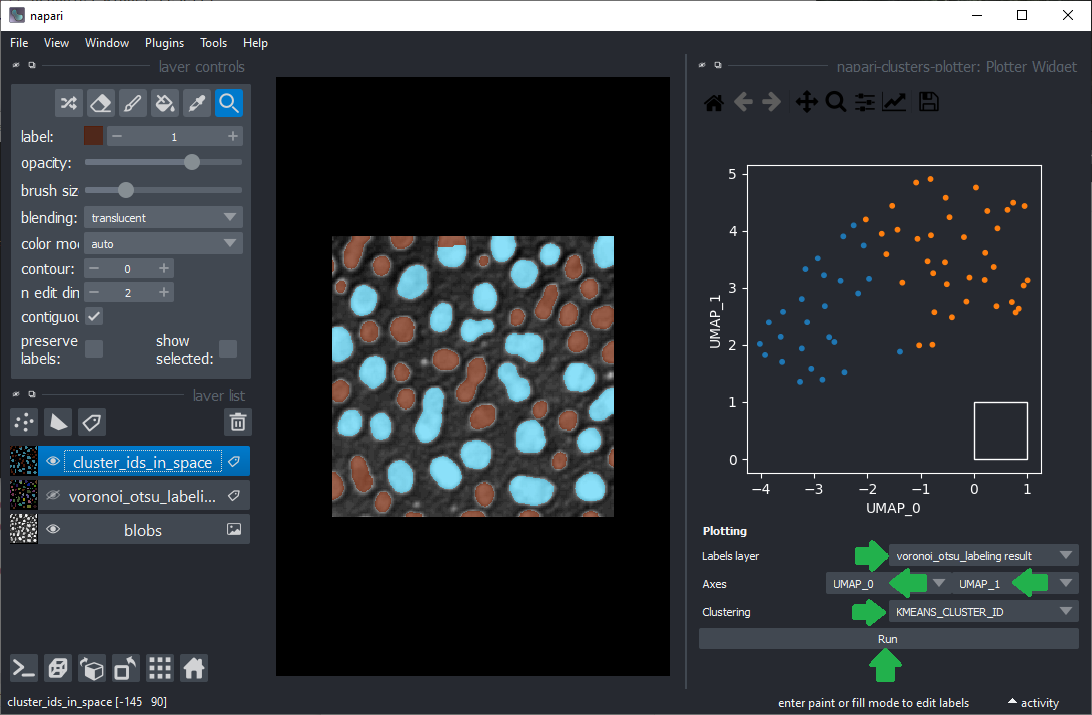 napari
File View Window Plugins Tools Help
layer controls
label: 1
opacity:
brush siz
blending: translucent
color mo auto
contour: 0
n edit din 2
contiguou
preserve labels:
show selected:
layer list
cluster_ids_in_space
voronoi_otsu_labeli...
blobs
napari-clusters-plotter: Plotter Widget
5
4
3
2
1
0
UMAP_1
−4 −3 −2 −1 0 1
UMAP_0
Plotting
Labels layer voronoi_otsu_labeling result
Axes UMAP_0 UMAP_1
Clustering KMEANS_CLUSTER_ID
Run
cluster_ids_in_space [-145 90]
enter paint or fill mode to edit labels
activity